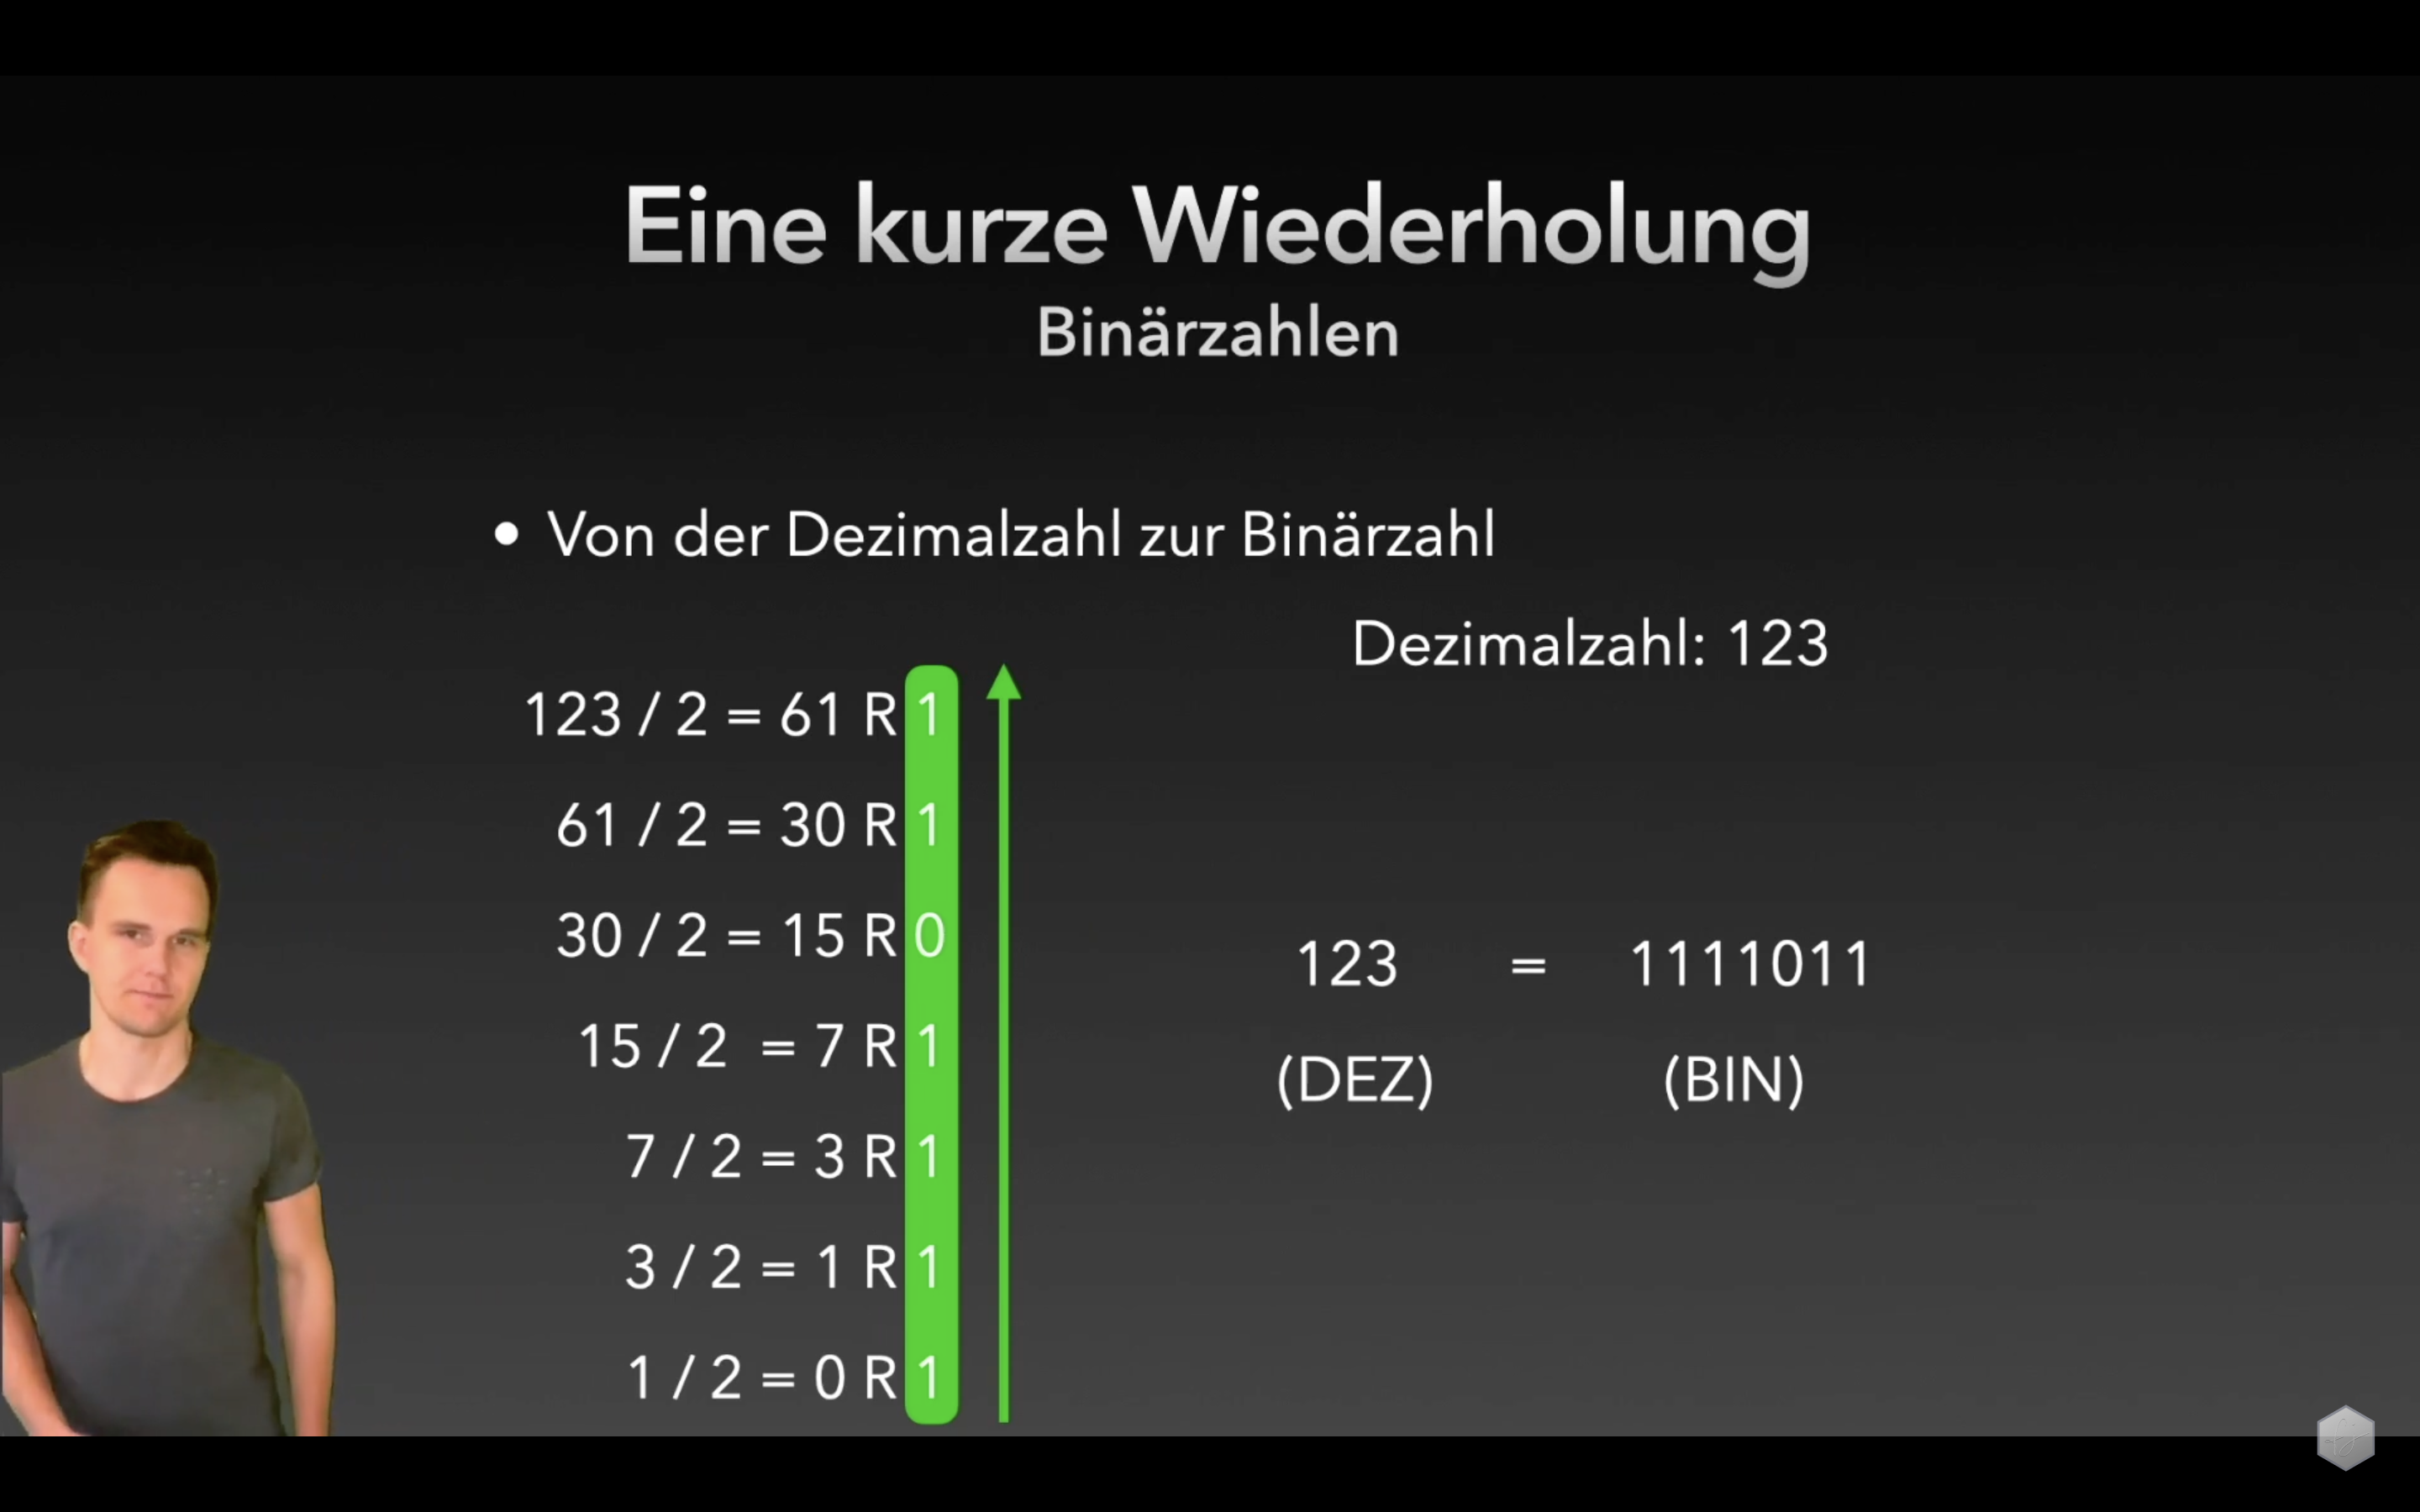 Eine kurze Wiederholung
Binärzahlen
• Von der Dezimalzahl zur Binärzahl
Dezimalzahl: 123
123 / 2 = 61 R 1
61 / 2 = 30 R 1
30 / 2 = 15 R 0
15 / 2 = 7 R 1
7 / 2 = 3 R 1
3 / 2 = 1 R 1
1 / 2 = 0 R 1
123 = 1111011
(DEZ) (BIN)